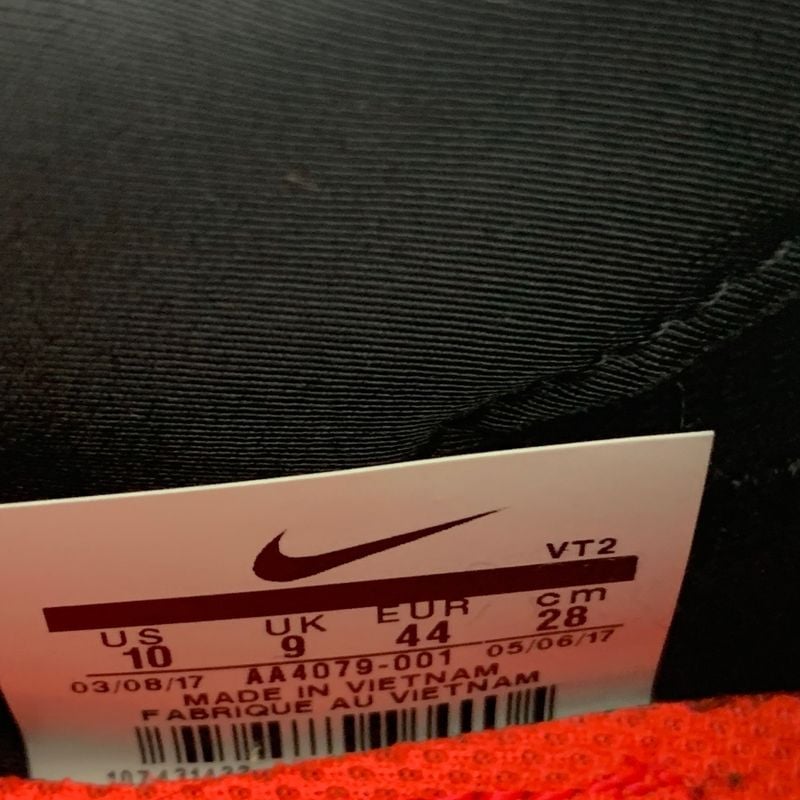 VT2
US UK EUR cm
10 9 44 28
03/08/17 AA4079-001 05/06/17
MADE IN VIETNAM
FABRIQUE AU VIETNAM